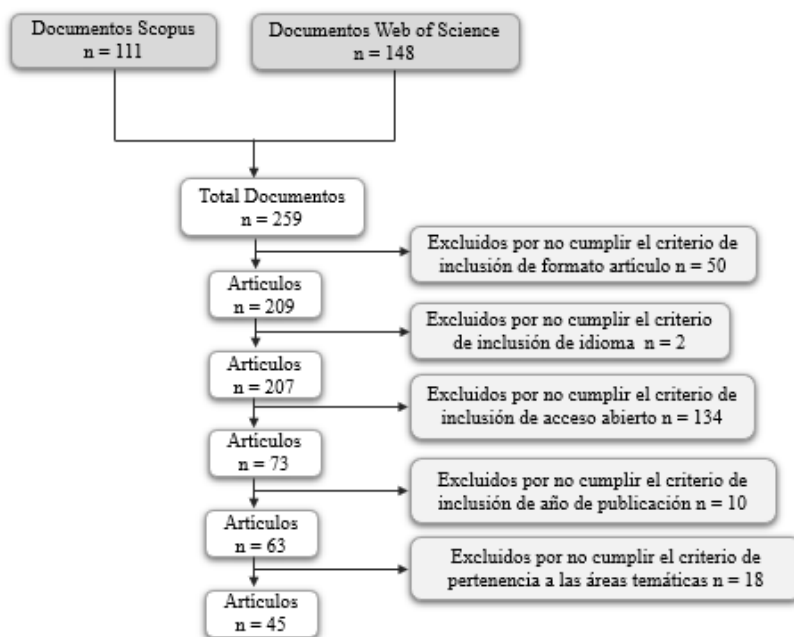 Documentos Scopus
n = 111
Documentos Web of Science
n = 148
Total Documentos
n = 259
Excluidos por no cumplir el criterio de
inclusión de formato artículo n = 50
Artículos
n = 209
Excluidos por no cumplir el criterio
de inclusión de idioma n = 2
Artículos
n = 207
Excluidos por no cumplir el criterio de
inclusión de acceso abierto n = 134
Artículos
n = 73
Excluidos por no cumplir el criterio de
inclusión de año de publicación n = 10
Artículos
n = 63
Excluidos por no cumplir el criterio de
pertenencia a las áreas temáticas n = 18
Artículos
n = 45